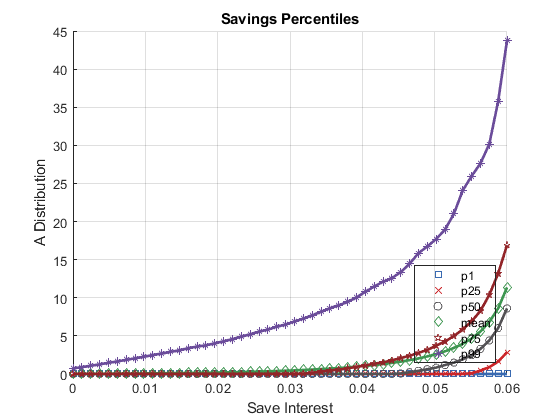 Savings Percentiles
A Distribution
45
40
35
30
25
20
15
10
5
0
p1
p25
p50
mean
p75
p99
0 0.01 0.02 0.03 0.04 0.05 0.06
Save Interest